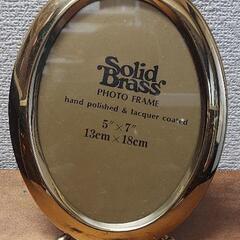 Solid
Brass
PHOTO FRAME
hand polished & lacquer coated
5"×7"
13cm×18cm